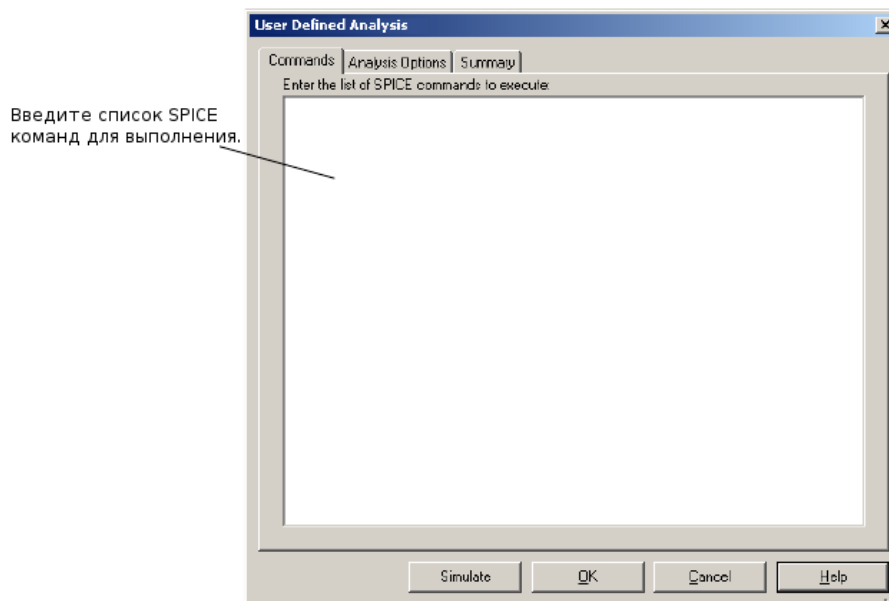 User Defined Analysis
Commands
Analysis Options
Summary
Enter the list of SPICE commands to execute:
Введите список SPICE
команд для выполнения.
Simulate
OK
Cancel
Help